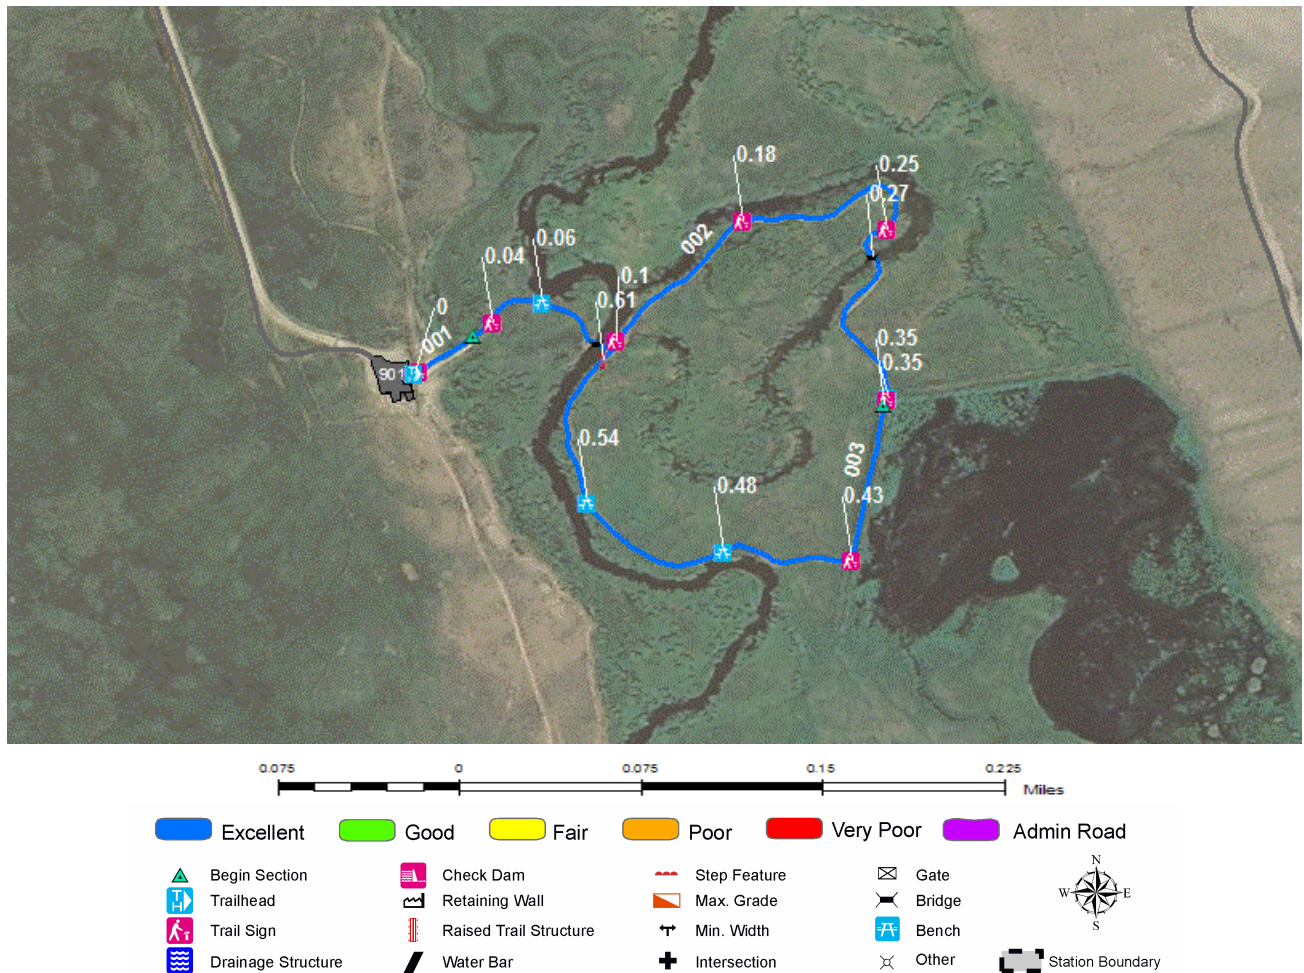 0.18
0.25
0.27
002
0.06
0.04
0.1
0.61
0
001
901
0.35
0.35
0.54
003
0.48
0.43
0.075 0 0.075 0.15 0.225
Miles
Excellent Good Fair Poor Very Poor Admin Road
Begin Section Check Dam Step Feature Gate
N
TH Trailhead Retaining Wall Max. Grade Bridge
W E
Trail Sign Raised Trail Structure Min. Width Bench
S
Drainage Structure Water Bar Intersection Other Station Boundary